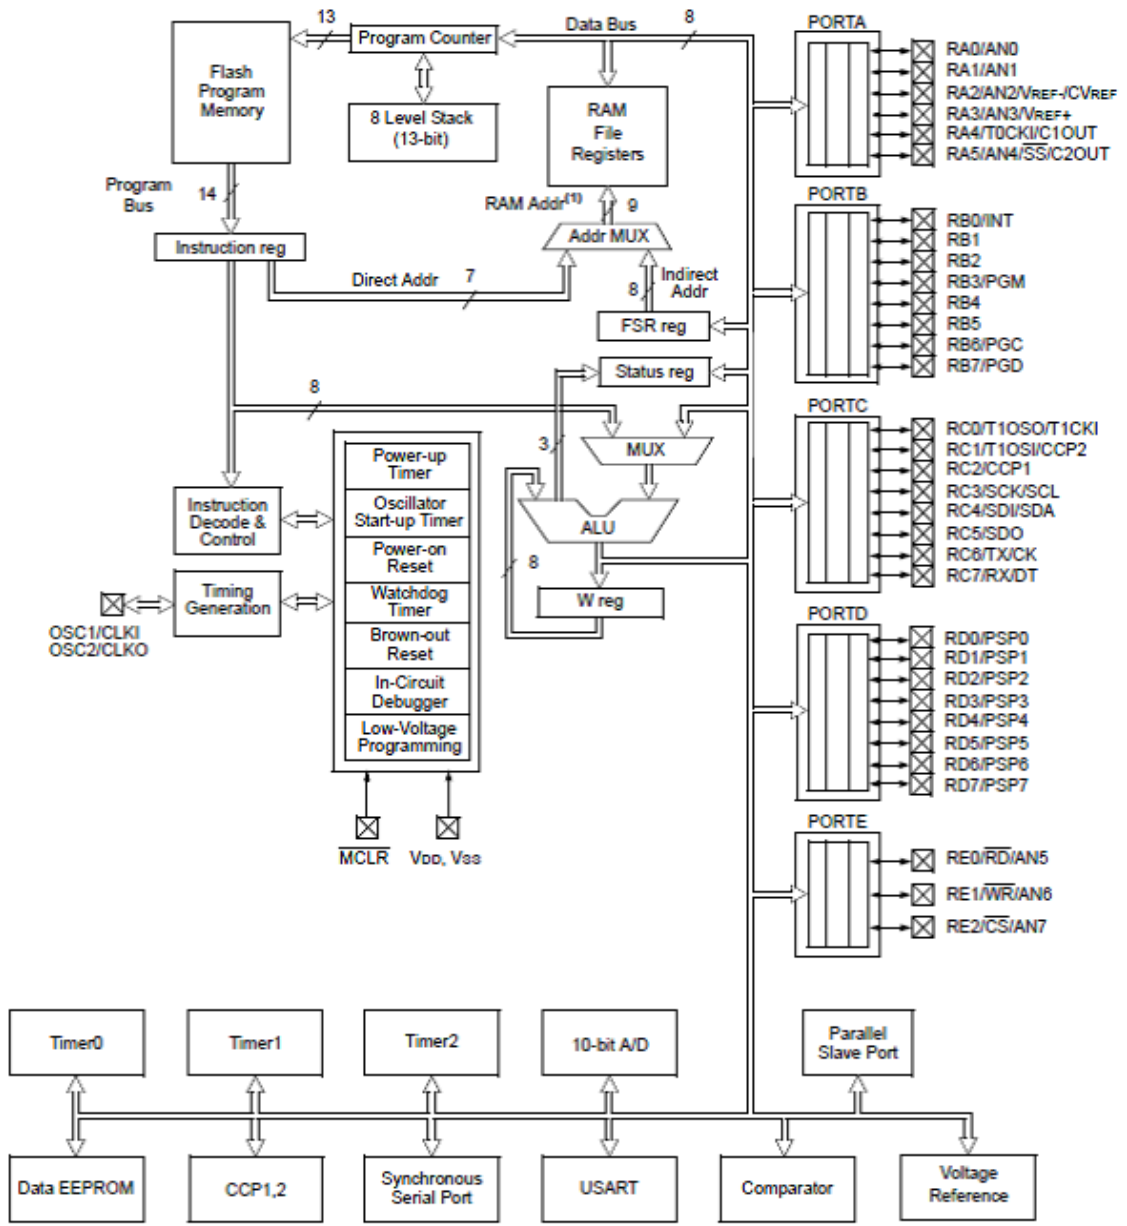 13
Program Counter
Data Bus
8
PORTA
Flash
Program
Memory
8 Level Stack
(13-bit)
RAM
File
Registers
RA0/AN0
RA1/AN1
RA2/AN2/VREF-/CVREF
RA3/AN3/VREF+
RA4/T0CKI/C1OUT
RA5/AN4/SS/C2OUT
Program
Bus
14
RAM Addr(1)
9
PORTB
Instruction reg
Addr MUX
Direct Addr
7
8
Indirect
Addr
FSR reg
RB0/INT
RB1
RB2
RB3/PGM
RB4
RB5
RB6/PGC
RB7/PGD
Status reg
8
3
MUX
PORTC
RC0/T1OSO/T1CKI
RC1/T1OSI/CCP2
RC2/CCP1
RC3/SCK/SCL
RC4/SDI/SDA
RC5/SDO
RC6/TX/CK
RC7/RX/DT
Power-up
Timer
Instruction
Decode &
Control
Oscillator
Start-up Timer
ALU
Power-on
Reset
8
Timing
Generation
Watchdog
Timer
W reg
OSC1/CLKI
OSC2/CLKO
Brown-out
Reset
In-Circuit
Debugger
Low-Voltage
Programming
PORTD
RD0/PSP0
RD1/PSP1
RD2/PSP2
RD3/PSP3
RD4/PSP4
RD5/PSP5
RD6/PSP6
RD7/PSP7
MCLR
VDD, VSS
PORTE
RE0/RD/AN5
RE1/WR/AN6
RE2/CS/AN7
Timer0
Timer1
Timer2
10-bit A/D
Parallel
Slave Port
Data EEPROM
CCP1,2
Synchronous
Serial Port
USART
Comparator
Voltage
Reference